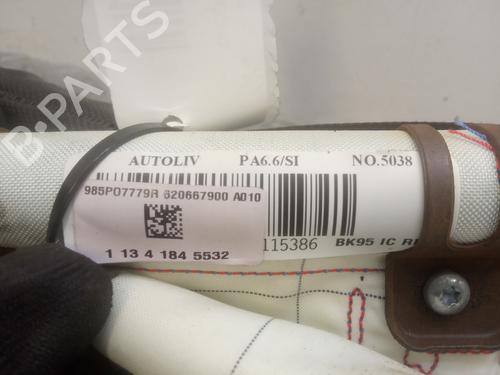 B-PARTS
AUTOLIV PA6.6/SI NO.5038
985P07779R 620667900 A010
115386 BK95 IC
1 13 4 184 5532